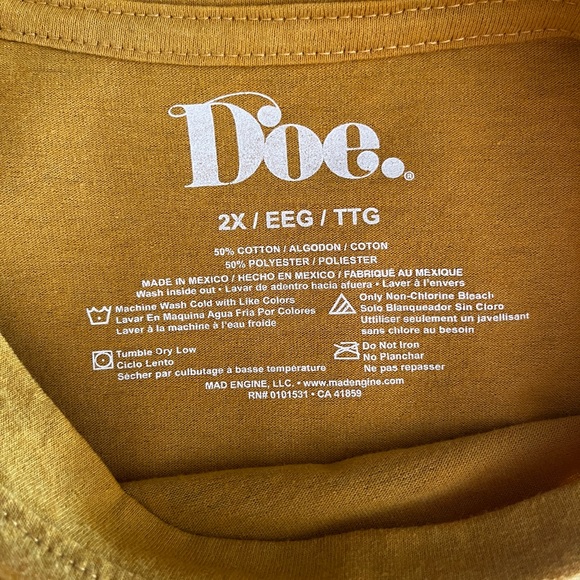 Doe.®
2X / EEG / TTG
50% COTTON / ALGODON / COTON
50% POLYESTER / POLIESTER
MADE IN MEXICO / HECHO EN MEXICO / FABRIQUÉ AU MEXIQUE
Wash inside out • Lavar de adentro hacia afuera • Laver à l'envers
Machine Wash Cold with Like Colors
Lavar En Maquina Agua Fria Por Colores
Laver à la machine à l'eau froide
Only Non-Chlorine Bleach
Solo Blanqueador Sin Cloro
Utiliser seulement un javellisant
sans chlore au besoin
Tumble Dry Low
Ciclo Lento
Sécher par culbutage à basse température
Do Not Iron
No Planchar
Ne pas repasser
MAD ENGINE, LLC. • www.madengine.com
RN# 0101531 • CA 41859